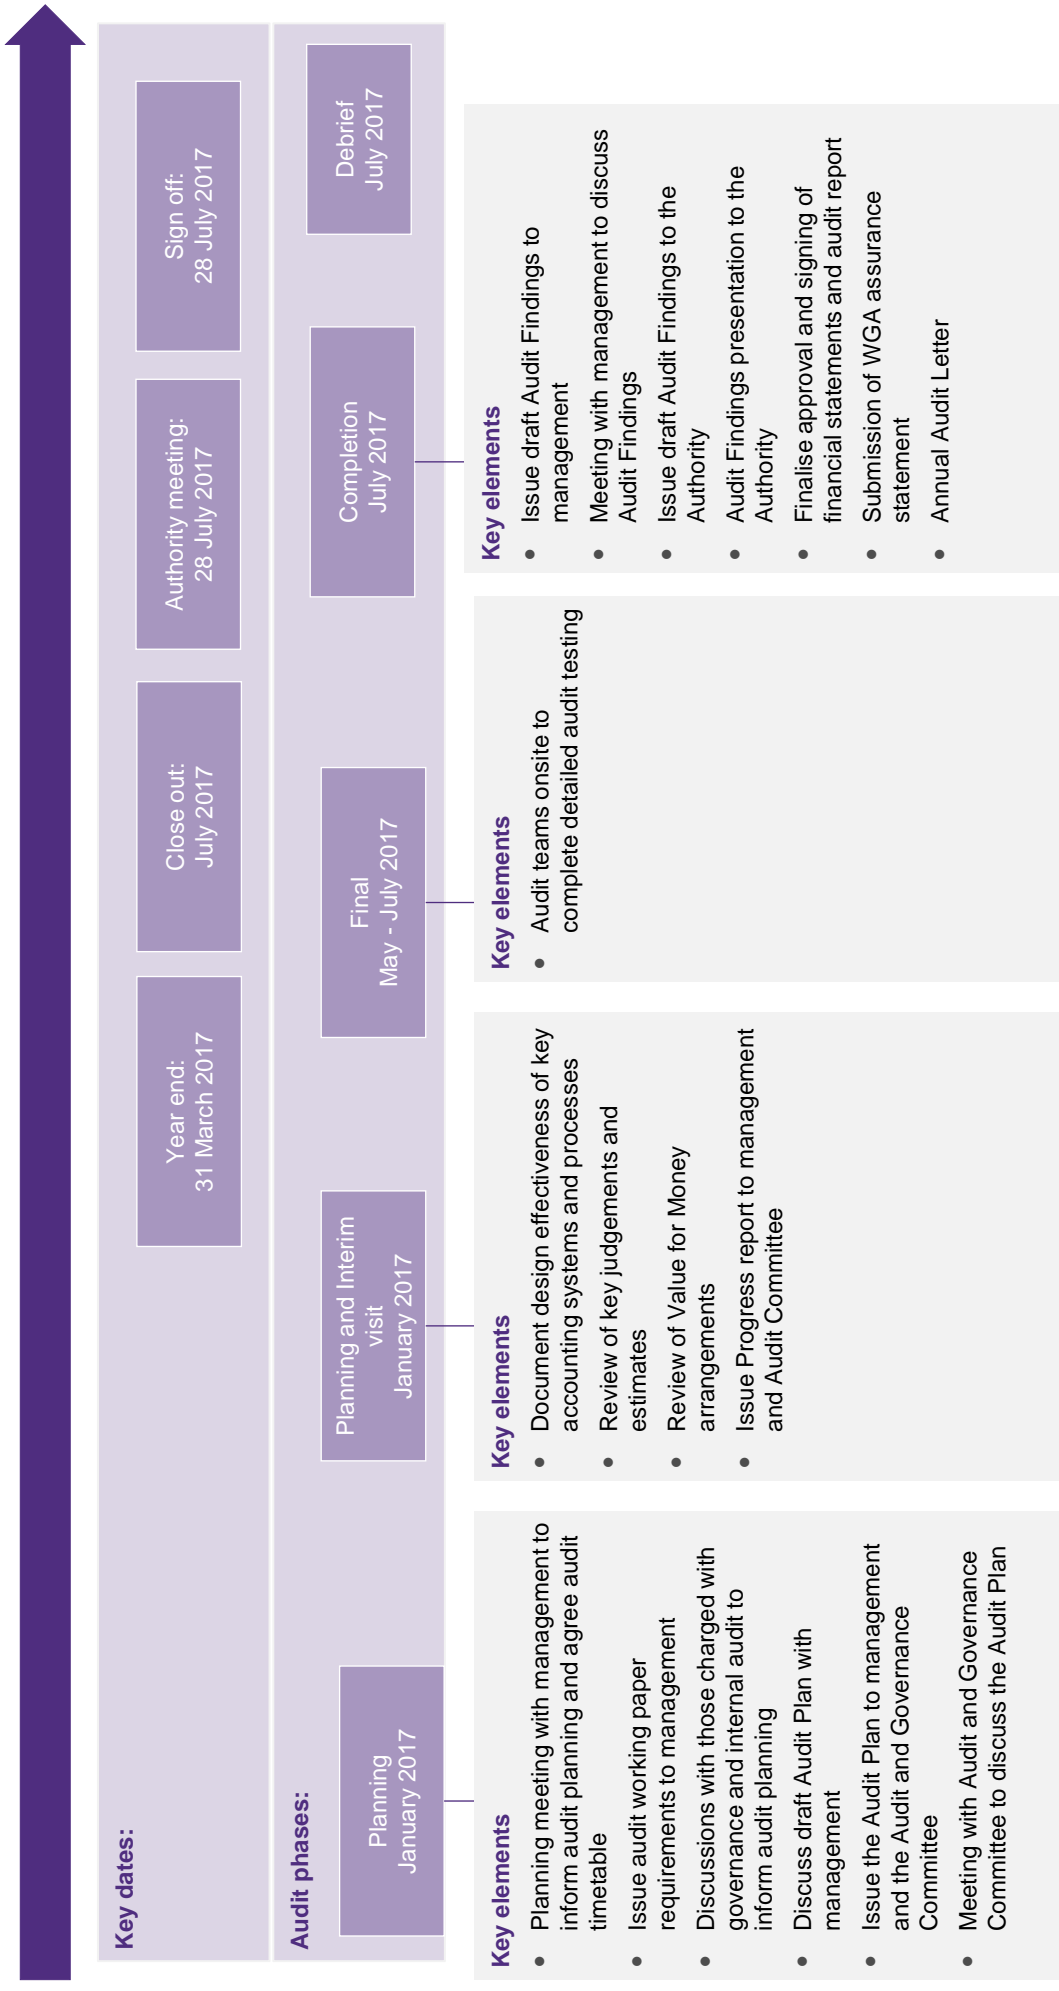 Key dates:
Year end:
31 March 2017
Close out:
July 2017
Authority meeting:
28 July 2017
Sign off:
28 July 2017
Audit phases:
Planning
January 2017
Planning and Interim
visit
January 2017
Final
May - July 2017
Completion
July 2017
Debrief
July 2017
Key elements
• Planning meeting with management to
inform audit planning and agree audit
timetable
• Issue audit working paper
requirements to management
• Discussions with those charged with
governance and internal audit to
inform audit planning
• Discuss draft Audit Plan with
management
• Issue the Audit Plan to management
and the Audit and Governance
Committee
• Meeting with Audit and Governance
Committee to discuss the Audit Plan
Key elements
• Document design effectiveness of key
accounting systems and processes
• Review of key judgements and
estimates
• Review of Value for Money
arrangements
• Issue Progress report to management
and Audit Committee
Key elements
• Audit teams onsite to
complete detailed audit testing
Key elements
• Issue draft Audit Findings to
management
• Meeting with management to discuss
Audit Findings
• Issue draft Audit Findings to the
Authority
• Audit Findings presentation to the
Authority
• Finalise approval and signing of
financial statements and audit report
• Submission of WGA assurance
statement
• Annual Audit Letter